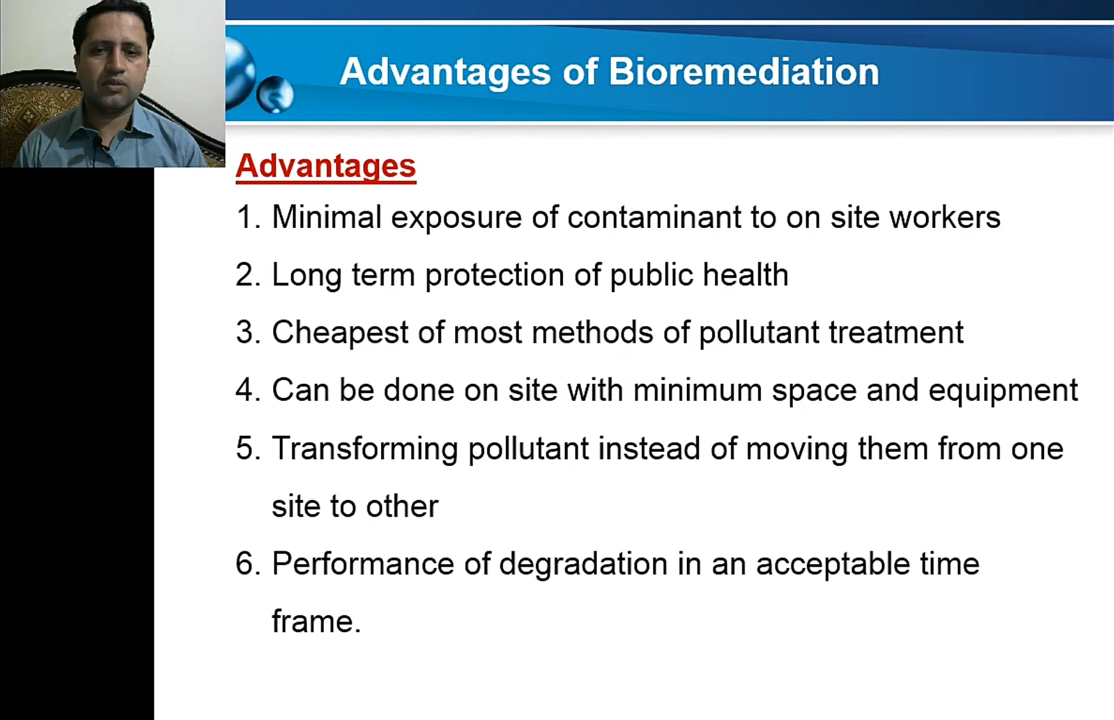 Advantages of Bioremediation
Advantages
1. Minimal exposure of contaminant to on site workers
2. Long term protection of public health
3. Cheapest of most methods of pollutant treatment
4. Can be done on site with minimum space and equipment
5. Transforming pollutant instead of moving them from one
site to other
6. Performance of degradation in an acceptable time
frame.